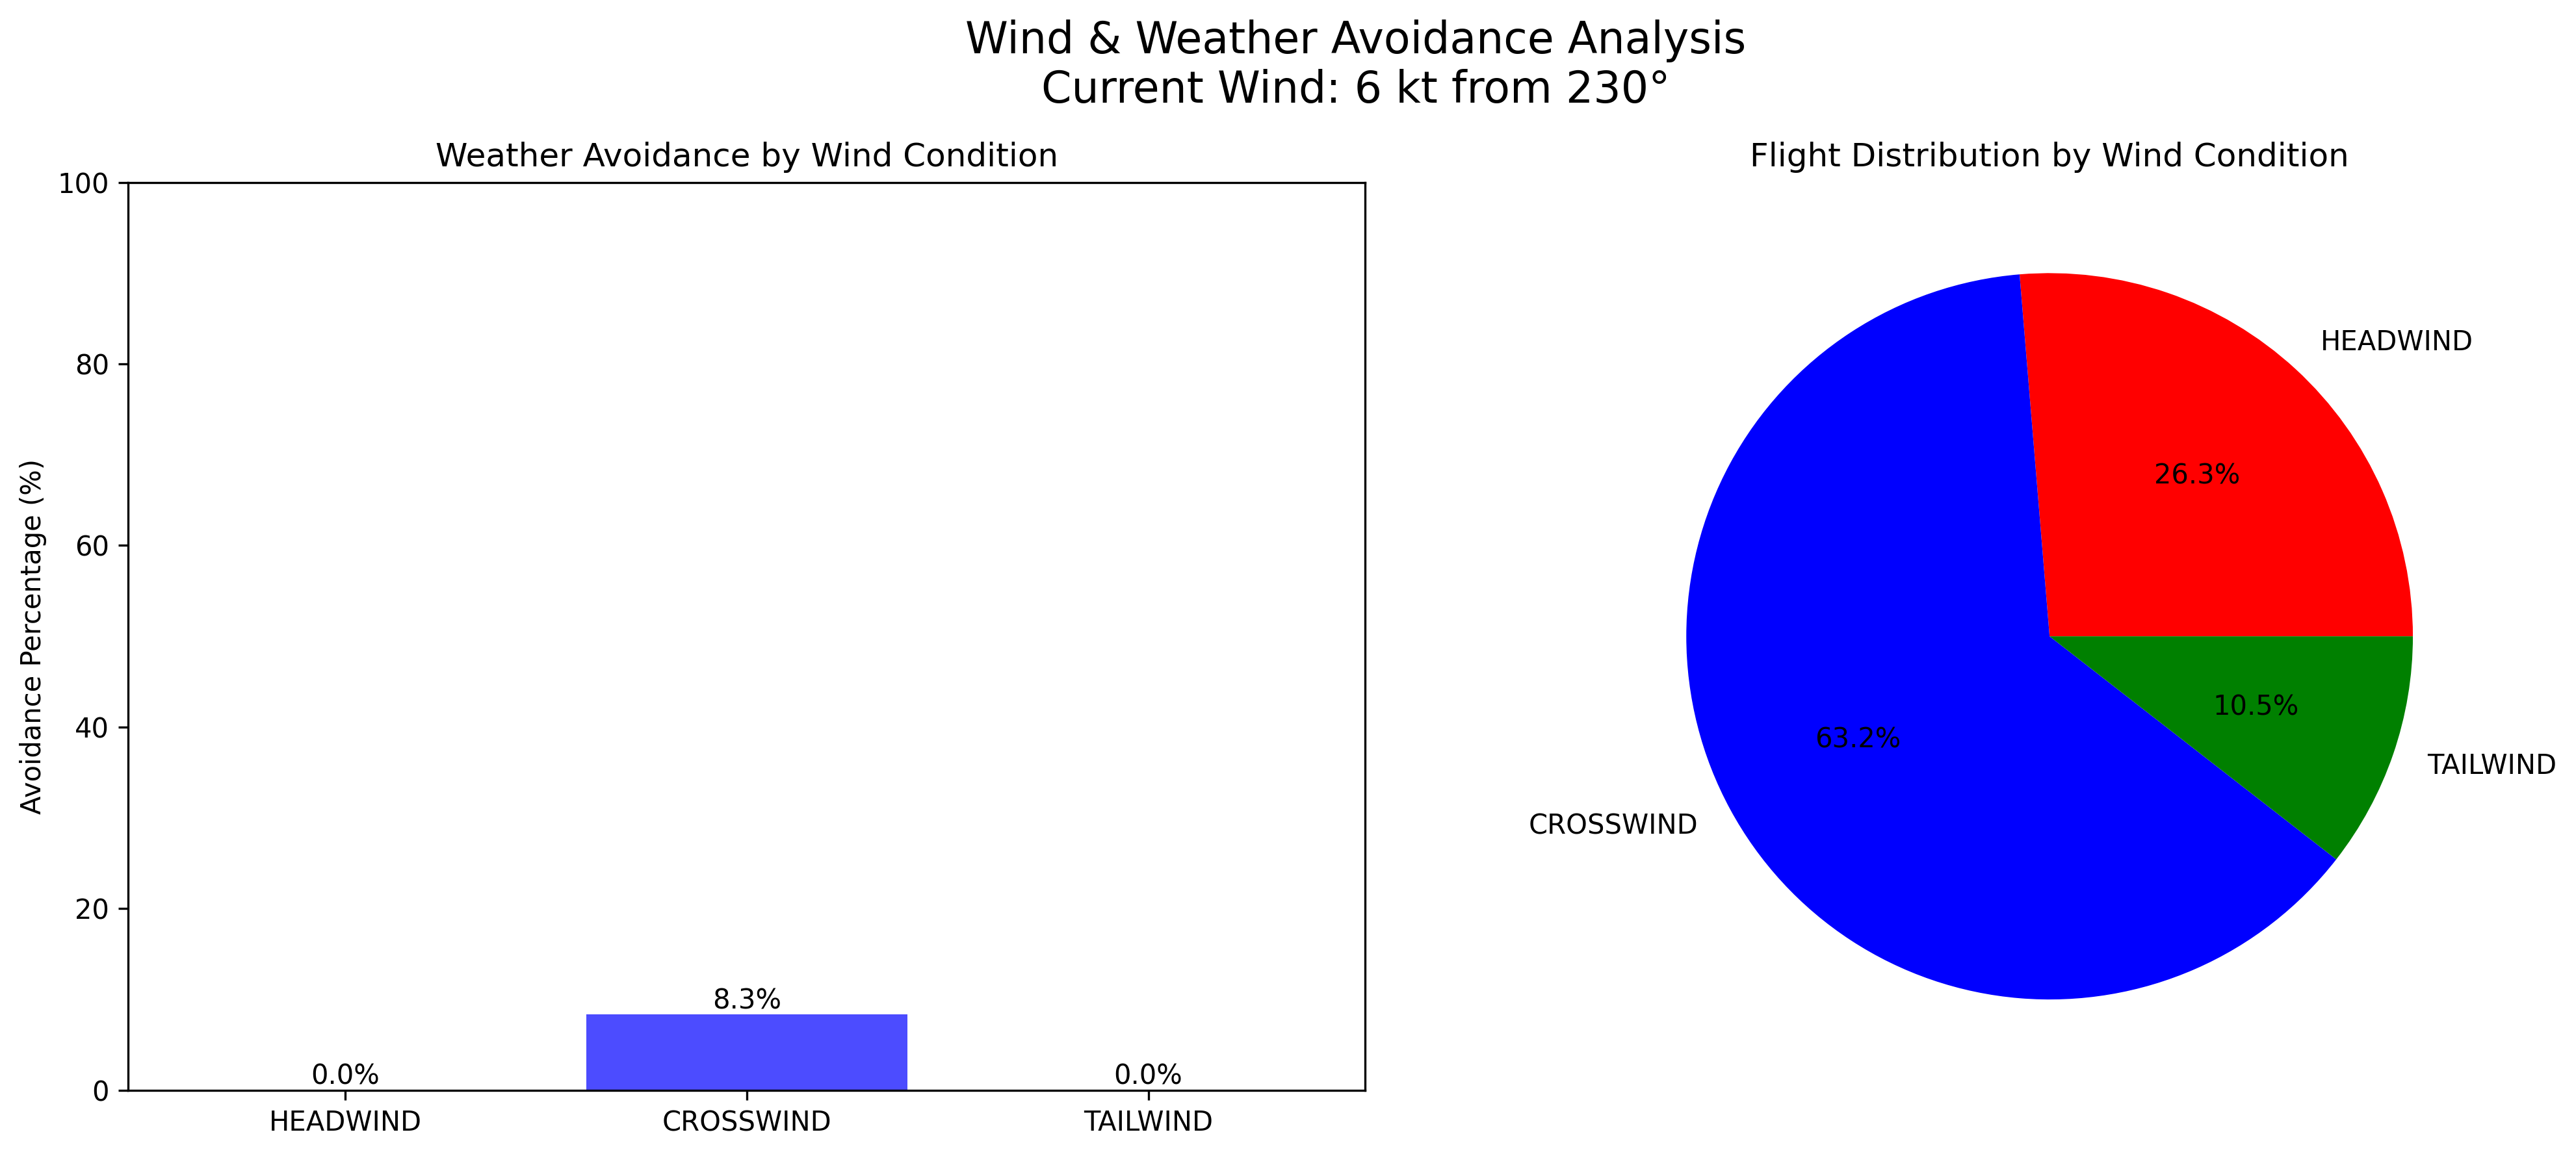 Wind & Weather Avoidance Analysis
Current Wind: 6 kt from 230°
Weather Avoidance by Wind Condition
100
80
60
40
20
0
Avoidance Percentage (%)
0.0%
8.3%
0.0%
HEADWIND
CROSSWIND
TAILWIND
Flight Distribution by Wind Condition
HEADWIND
26.3%
63.2%
CROSSWIND
10.5%
TAILWIND